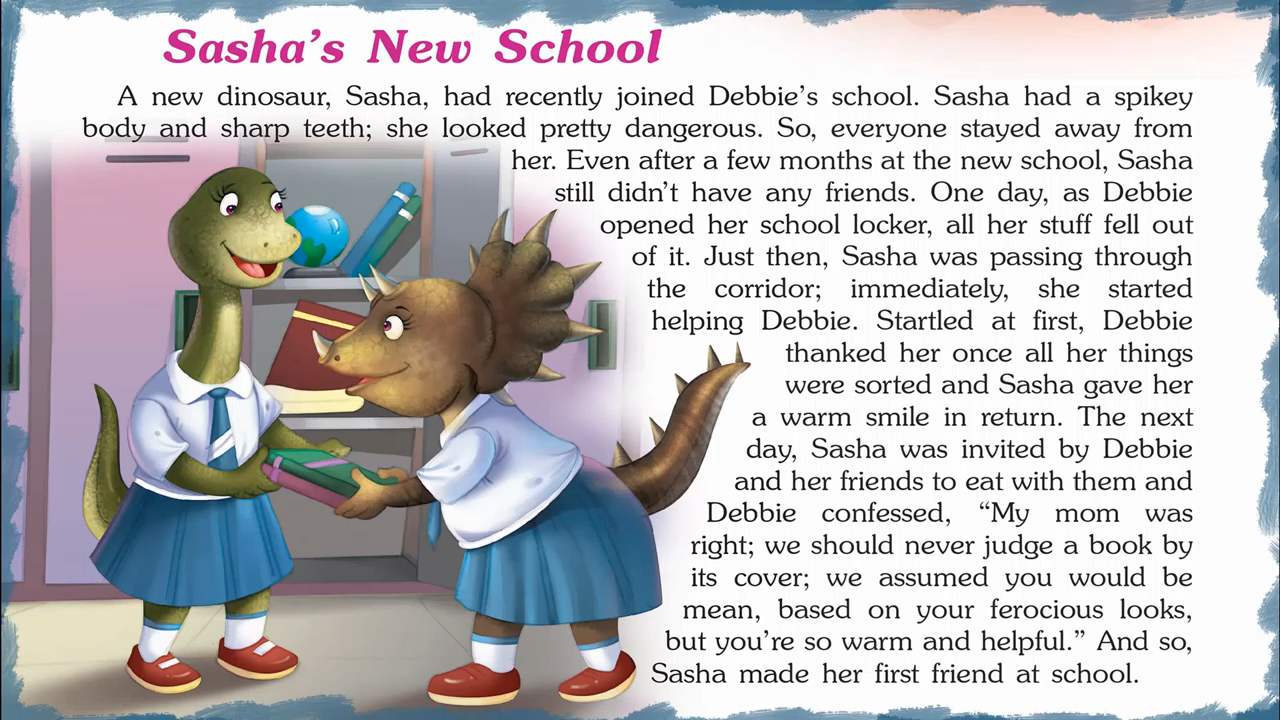 Sasha's New School
A new dinosaur, Sasha, had recently joined Debbie's school. Sasha had a spikey
body and sharp teeth; she looked pretty dangerous. So, everyone stayed away from
her. Even after a few months at the new school, Sasha
still didn't have any friends. One day, as Debbie
opened her school locker, all her stuff fell out
of it. Just then, Sasha was passing through
the corridor; immediately, she started
helping Debbie. Startled at first, Debbie
thanked her once all her things
were sorted and Sasha gave her
a warm smile in return. The next
day, Sasha was invited by Debbie
and her friends to eat with them and
Debbie confessed, “My mom was
right; we should never judge a book by
its cover; we assumed you would be
mean, based on your ferocious looks,
but you're so warm and helpful.” And so,
Sasha made her first friend at school.